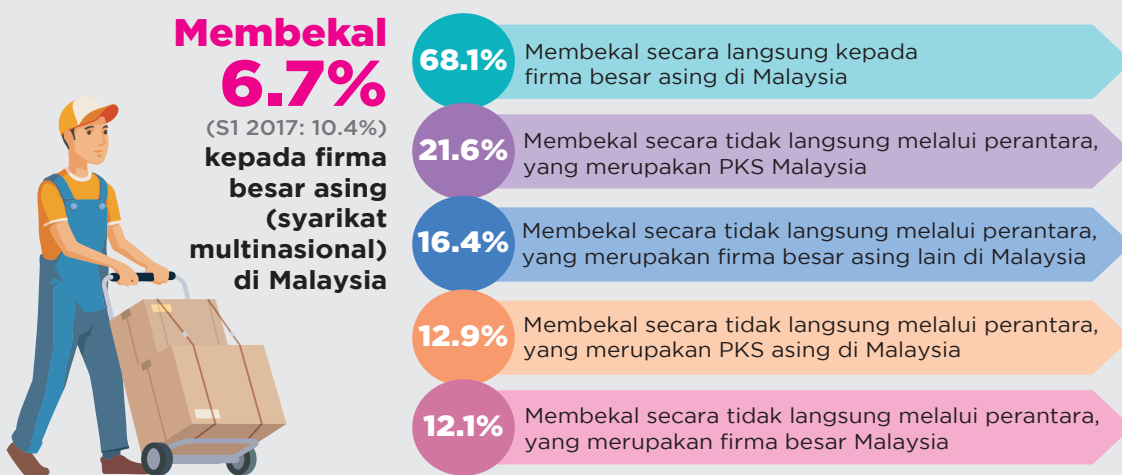 Membekal
6.7%
(S1 2017: 10.4%)
kepada firma
besar asing
(syarikat
multinasional)
di Malaysia
68.1%
Membekal secara langsung kepada
firma besar asing di Malaysia
21.6%
Membekal secara tidak langsung melalui perantara,
yang merupakan PKS Malaysia
16.4%
Membekal secara tidak langsung melalui perantara,
yang merupakan firma besar asing lain di Malaysia
12.9%
Membekal secara tidak langsung melalui perantara,
yang merupakan PKS asing di Malaysia
12.1%
Membekal secara tidak langsung melalui perantara,
yang merupakan firma besar Malaysia